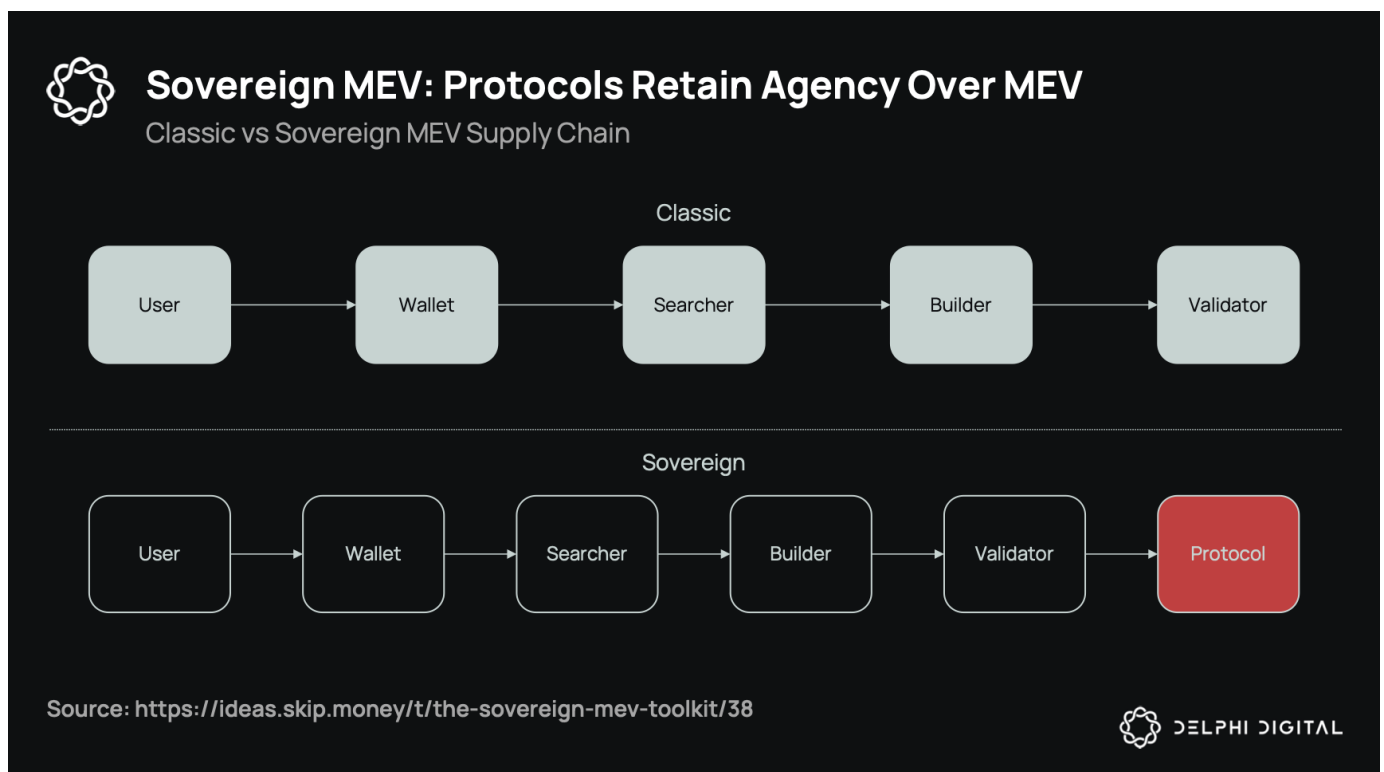 Sovereign MEV: Protocols Retain Agency Over MEV
Classic vs Sovereign MEV Supply Chain
Classic
User
Wallet
Searcher
Builder
Validator
Sovereign
User
Wallet
Searcher
Builder
Validator
Protocol
Source: https://ideas.skip.money/t/the-sovereign-mev-toolkit/38
DELPHI DIGITAL